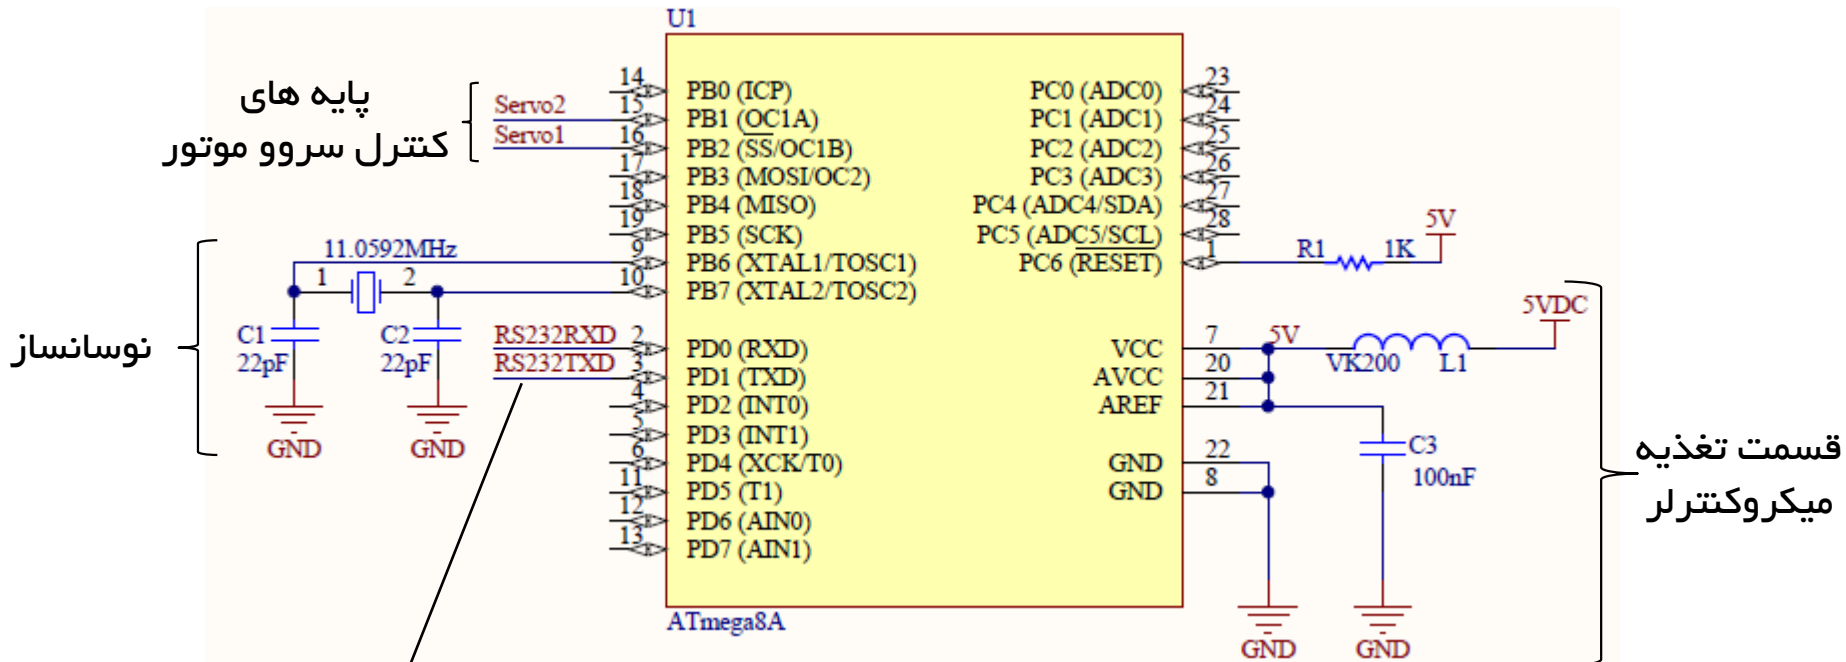 U1
پایه های
کنترل سروو موتور
Servo2
Servo1
14
15
16
17
18
19
9
10
PB0 (ICP)
PB1 (OC1A)
PB2 (SS/OC1B)
PB3 (MOSI/OC2)
PB4 (MISO)
PB5 (SCK)
PB6 (XTAL1/TOSC1)
PB7 (XTAL2/TOSC2)
PC0 (ADC0)
PC1 (ADC1)
PC2 (ADC2)
PC3 (ADC3)
PC4 (ADC4/SDA)
PC5 (ADC5/SCL)
PC6 (RESET)
23
24
25
26
27
28
1
R1 1K
5V
نوسانساز
11.0592MHz
1 2
C1
22pF
C2
22pF
GND
GND
RS232RXD
RS232TXD
2
3
4
5
6
11
12
13
PD0 (RXD)
PD1 (TXD)
PD2 (INT0)
PD3 (INT1)
PD4 (XCK/T0)
PD5 (T1)
PD6 (AIN0)
PD7 (AIN1)
VCC
AVCC
AREF
GND
GND
7
20
21
22
8
5V
VK200 L1
5VDC
C3
100nF
GND
GND
قسمت تغذیه
میکروکنترلر
ATmega8A